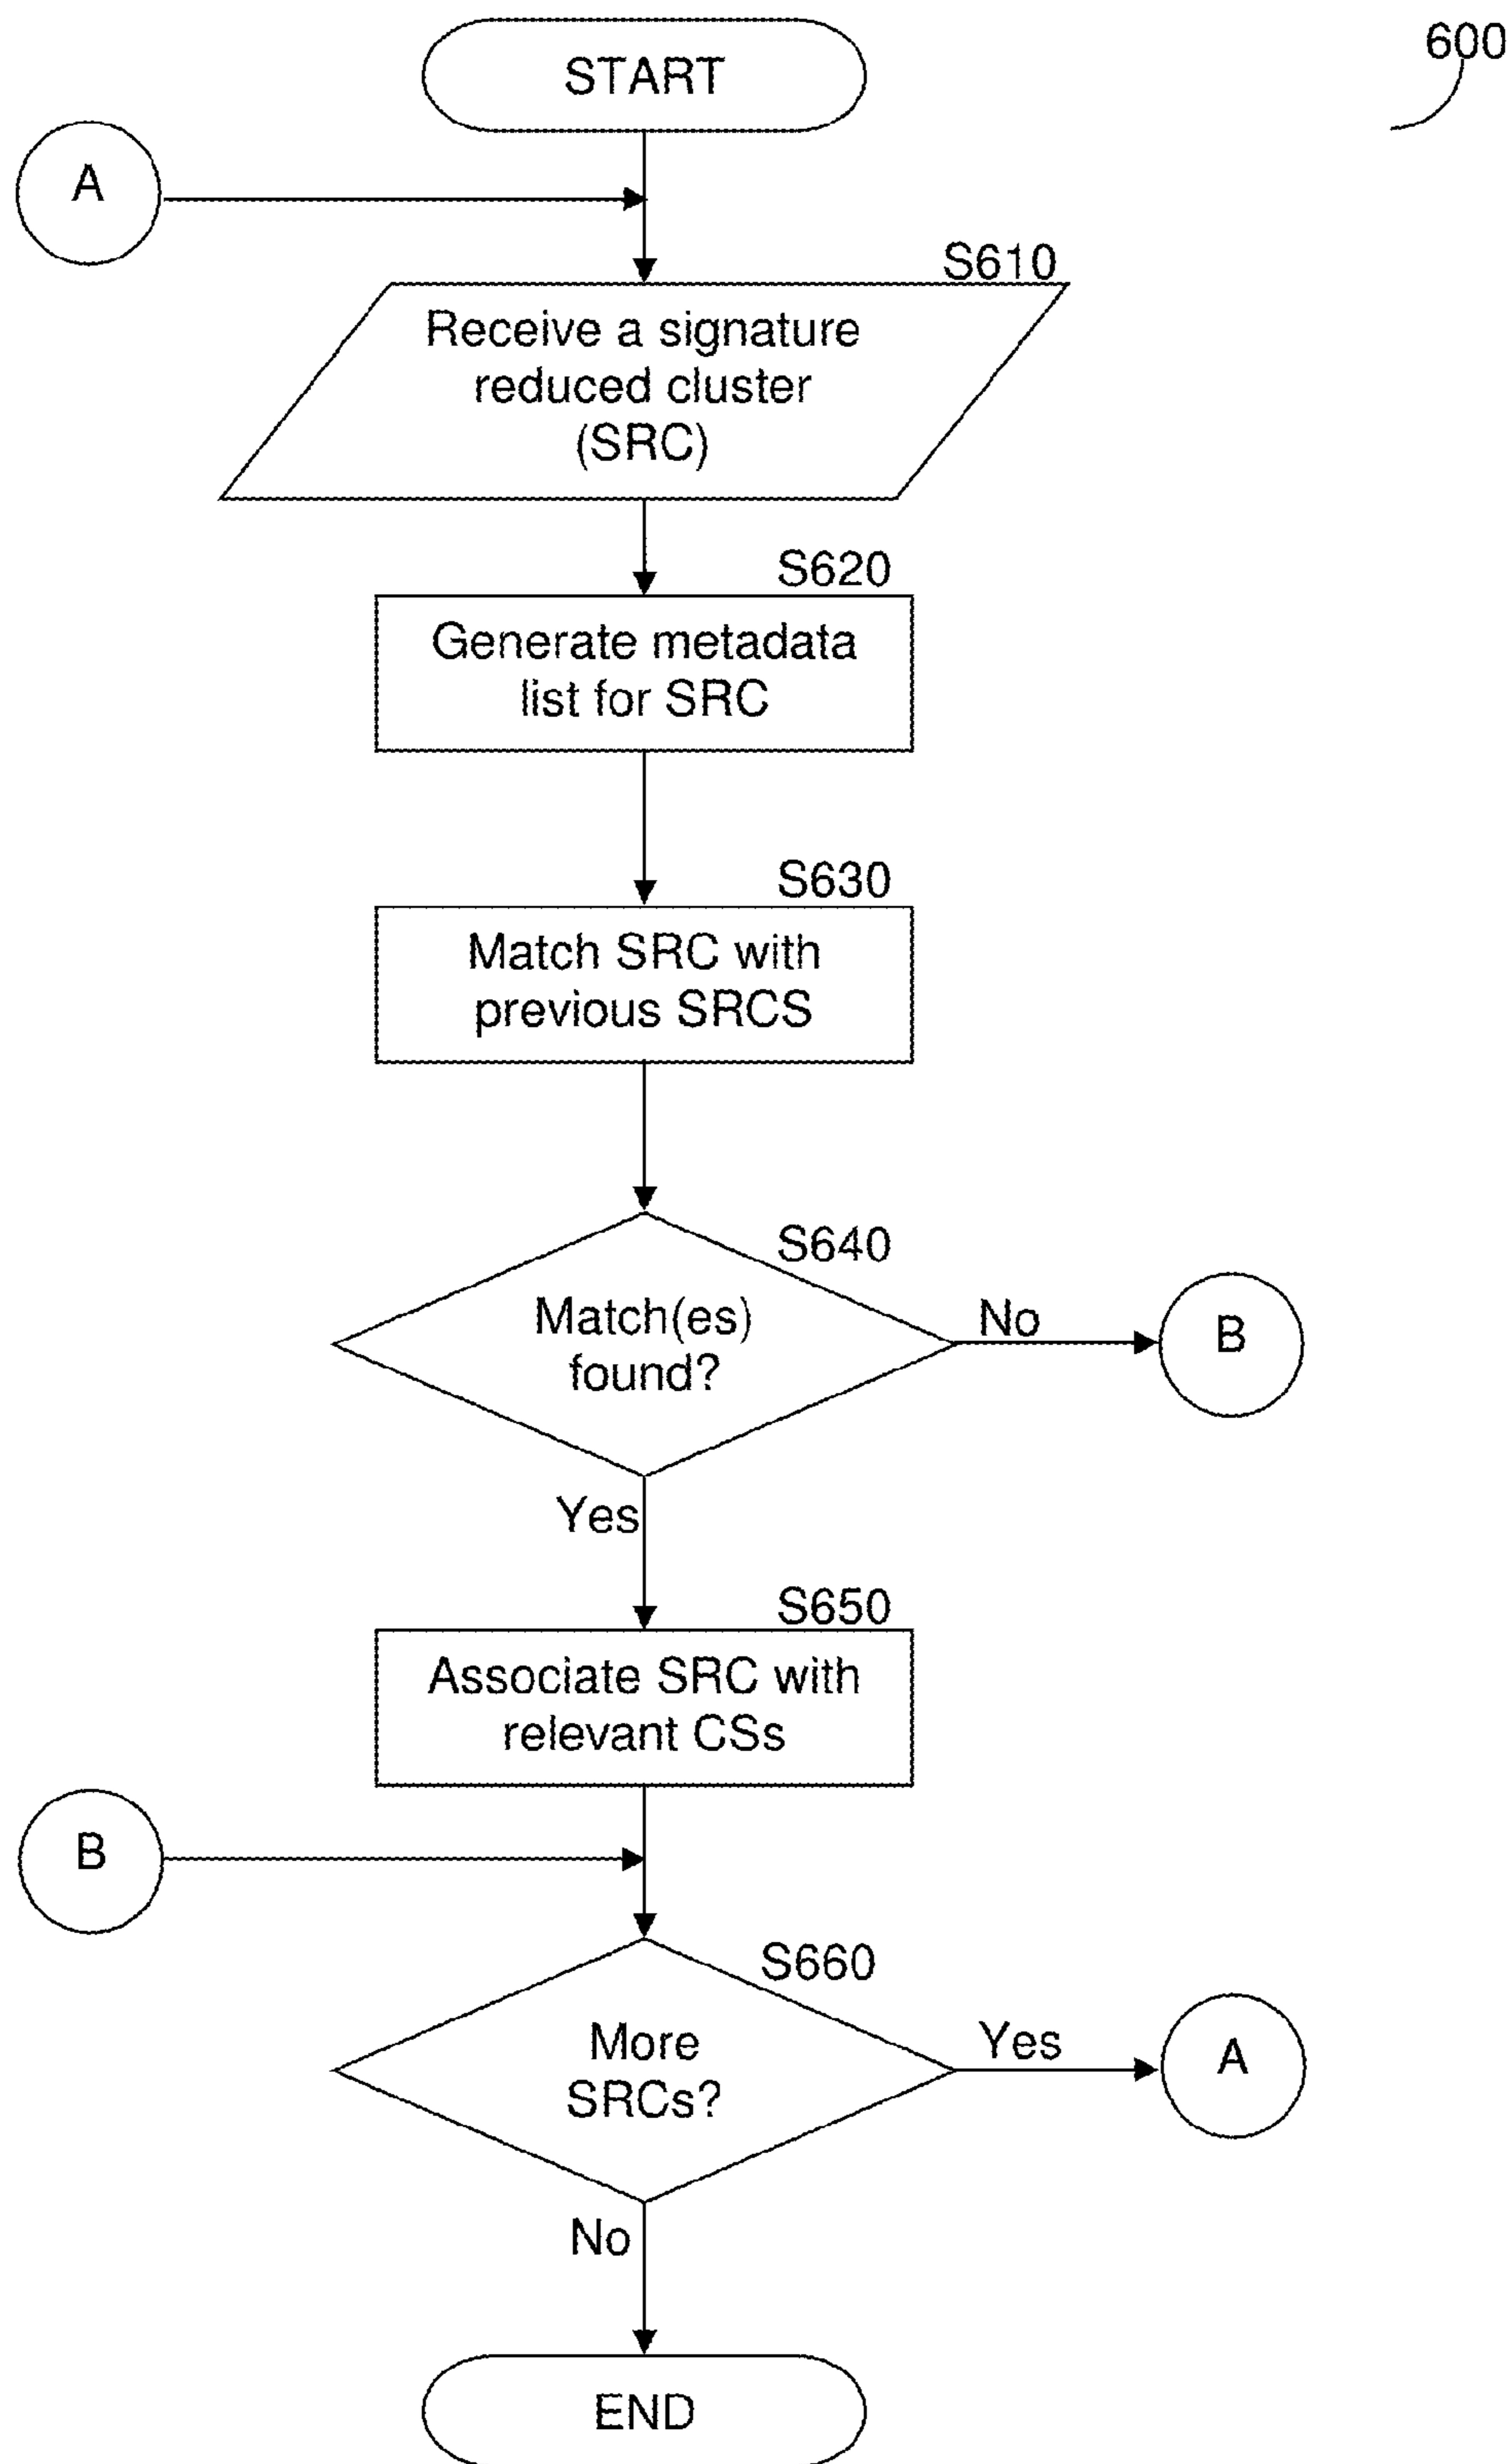 600
START
A
S610
Receive a signature
reduced cluster
(SRC)
S620
Generate metadata
list for SRC
S630
Match SRC with
previous SRCS
S640
Match(es)
found?
No
B
Yes
S650
Associate SRC with
relevant CSs
B
S660
More
SRCs?
Yes
A
No
END